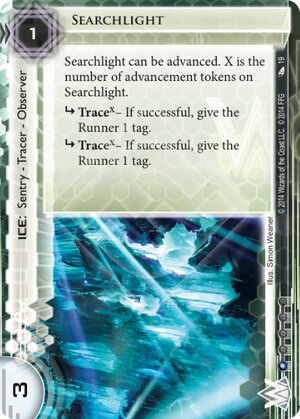 1
SEARCHLIGHT
Searchlight can be advanced. X is the
number of advancement tokens on
Searchlight.
↳ Traceˣ– If successful, give the
Runner 1 tag.
↳ Traceˣ– If successful, give the
Runner 1 tag.
ICE: Sentry - Tracer - Observer
19
© 2014 Wizards of the Coast LLC. © 2014 FFG
Illus. Simon Weaner
3